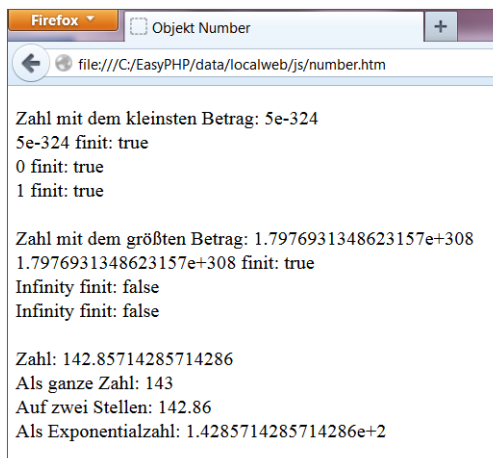 Firefox
Objekt Number
+
file:///C:/EasyPHP/data/localweb/js/number.htm
Zahl mit dem kleinsten Betrag: 5e-324
5e-324 finit: true
0 finit: true
1 finit: true
Zahl mit dem größten Betrag: 1.7976931348623157e+308
1.7976931348623157e+308 finit: true
Infinity finit: false
Infinity finit: false
Zahl: 142.85714285714286
Als ganze Zahl: 143
Auf zwei Stellen: 142.86
Als Exponentialzahl: 1.4285714285714286e+2